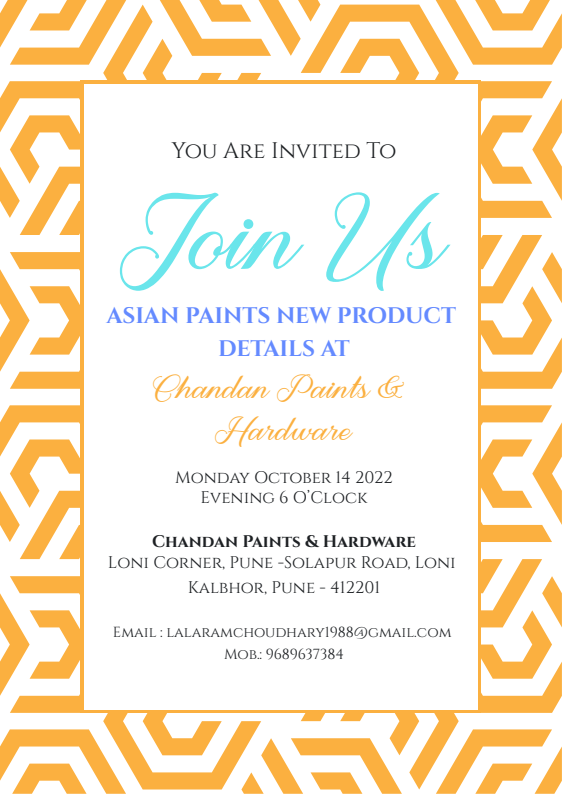 You Are Invited To
Join Us
ASIAN PAINTS NEW PRODUCT
DETAILS AT
Chandan Paints &
Hardware
Monday October 14 2022
Evening 6 O'Clock
Chandan Paints & Hardware
Loni Corner, Pune -Solapur Road, Loni
Kalbhor, Pune - 412201
Email : lalaramchoudhary1988@gmail.com
Mob.: 9689637384